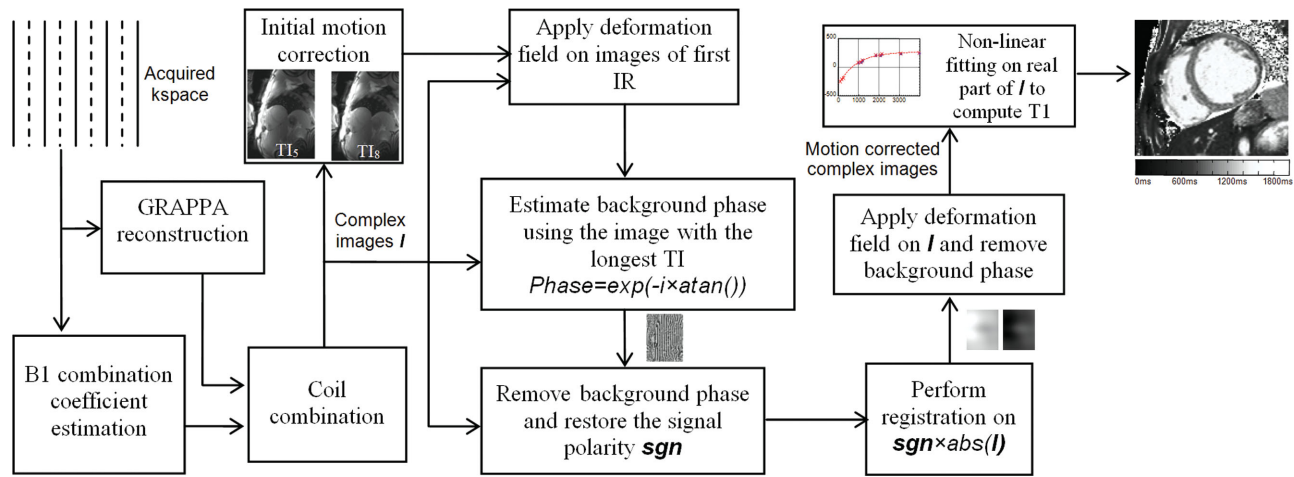 Acquired
kspace
GRAPPA
reconstruction
B1 combination
coefficient
estimation
Initial motion
correction
TI5
TI8
Complex
images I
Coil
combination
Apply deformation
field on images of first
IR
Estimate background phase
using the image with the
longest TI
Phase=exp(-i×atan())
Remove background phase
and restore the signal
polarity sgn
Perform
registration on
sgn×abs(I)
Apply deformation
field on I and remove
background phase
Motion corrected
complex images
500
0
-500
0
1000
2000
3000
Non-linear
fitting on real
part of I to
compute T1
0ms 600ms 1200ms 1800ms